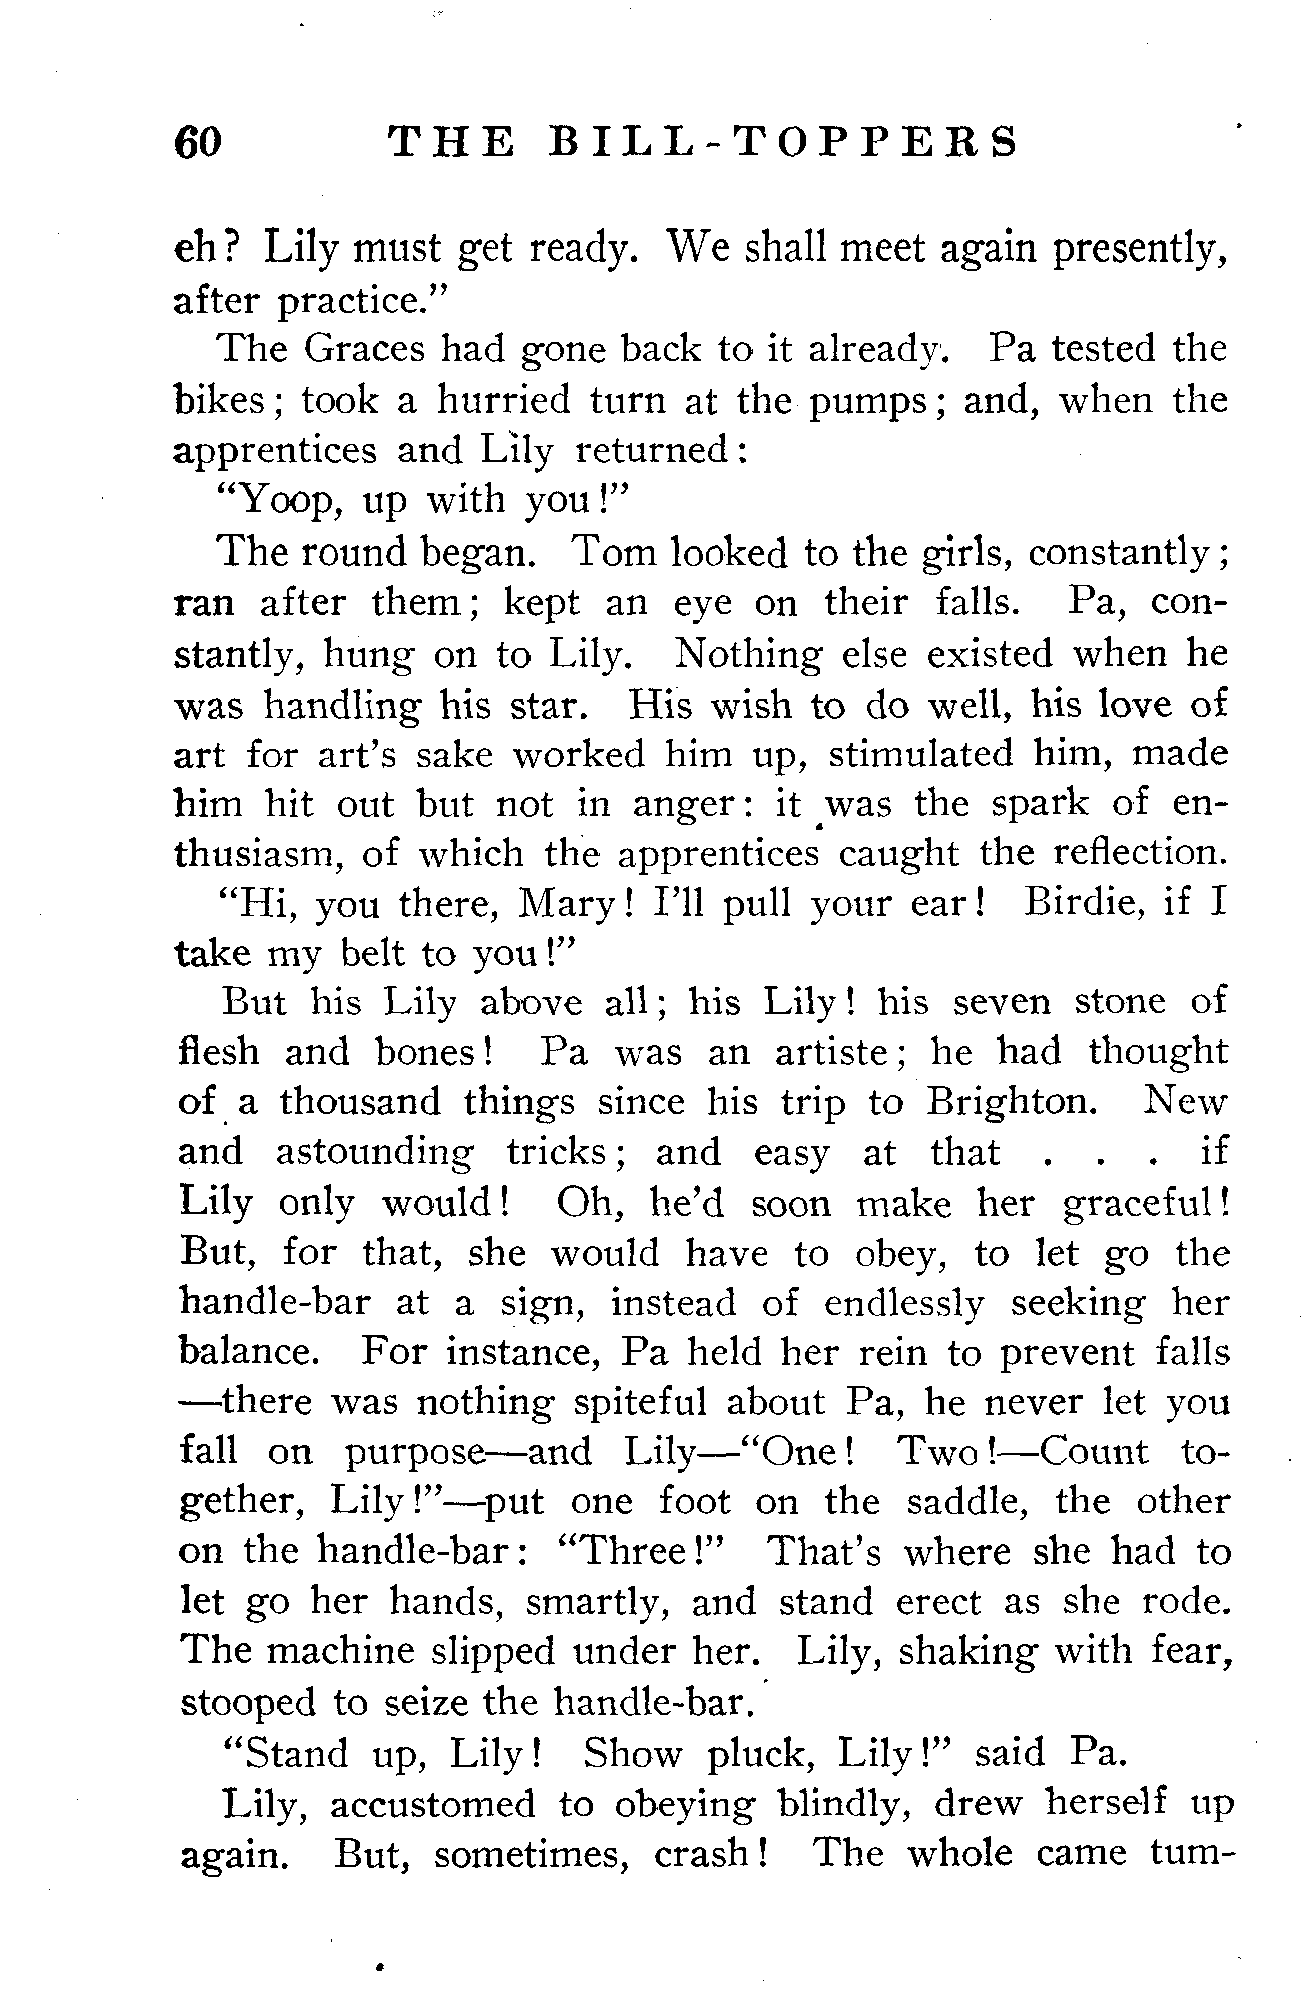 60 THE BILL-TOPPERS
eh? Lily must get ready. We shall meet again presently,
after practice.”
The Graces had gone back to it already. Pa tested the
bikes; took a hurried turn at the pumps; and, when the
apprentices and Lily returned:
“Yoop, up with you!”
The round began. Tom looked to the girls, constantly;
ran after them; kept an eye on their falls. Pa, con-
stantly, hung on to Lily. Nothing else existed when he
was handling his star. His wish to do well, his love of
art for art’s sake worked him up, stimulated him, made
him hit out but not in anger: it was the spark of en-
thusiasm, of which the apprentices caught the reflection.
“Hi, you there, Mary! I’ll pull your ear! Birdie, if I
take my belt to you!”
But his Lily above all; his Lily! his seven stone of
flesh and bones! Pa was an artiste; he had thought
of a thousand things since his trip to Brighton. New
and astounding tricks; and easy at that . . . if
Lily only would! Oh, he’d soon make her graceful!
But, for that, she would have to obey, to let go the
handle-bar at a sign, instead of endlessly seeking her
balance. For instance, Pa held her rein to prevent falls
—there was nothing spiteful about Pa, he never let you
fall on purpose—and Lily—“One! Two!—Count to-
gether, Lily!”—put one foot on the saddle, the other
on the handle-bar: “Three!” That’s where she had to
let go her hands, smartly, and stand erect as she rode.
The machine slipped under her. Lily, shaking with fear,
stooped to seize the handle-bar.
“Stand up, Lily! Show pluck, Lily!” said Pa.
Lily, accustomed to obeying blindly, drew herself up
again. But, sometimes, crash! The whole came tum-